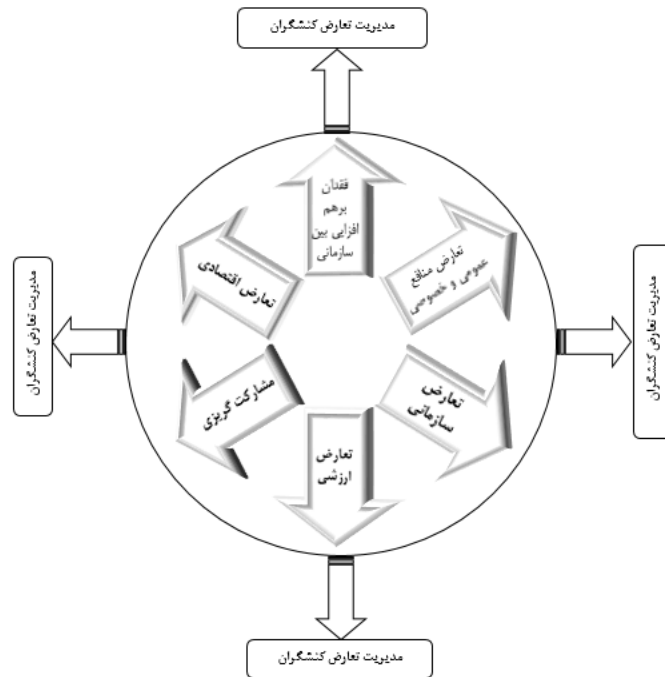 مدیریت تعارض کنشگران
فقدان
برهم
افزایی بین
سازمانی
تعارض منافع
عمومی و خصوصی
تعارض اقتصادی
مدیریت تعارض کنشگران
مدیریت تعارض کنشگران
تعارض
سازمانی
مشارکت گریزی
تعارض
ارزشی
مدیریت تعارض کنشگران